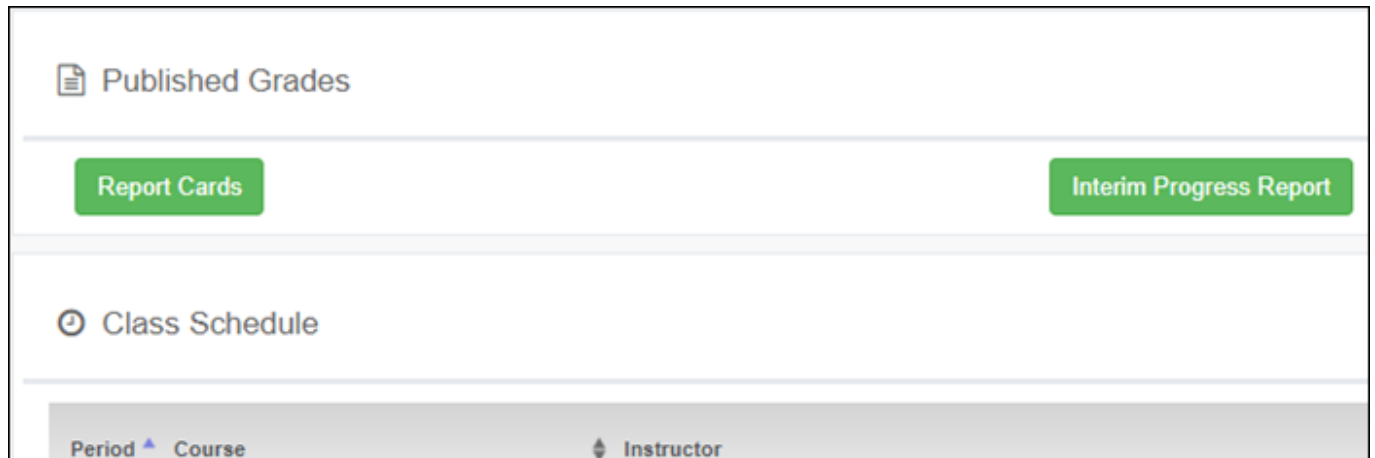 Published Grades
Report Cards Interim Progress Report
Class Schedule
Period Course Instructor